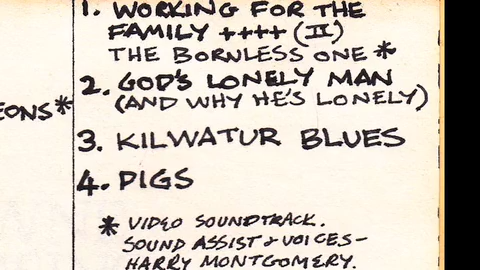 1. WORKING FOR THE
FAMILY ++++ (II)
THE BORNLESS ONE *
2. GOD'S LONELY MAN
(AND WHY HE'S LONELY)
EONS*
3. KILWATUR BLUES
4. PIGS
* VIDEO SOUNDTRACK.
SOUND ASSIST & VOICES-
HARRY MONTGOMERY.